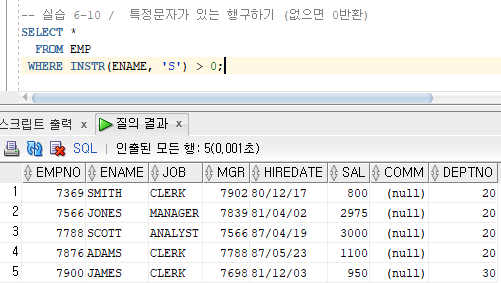 -- 실습 6-10 / 특정문자가 있는 행구하기 (없으면 0반환)
SELECT *
FROM EMP
WHERE INSTR(ENAME, 'S') > 0;
스크립트 출력 x 질의 결과 x
SQL | 인출된 모든 행: 5(0,001초)
EMPNO ENAME JOB MGR HIREDATE SAL COMM DEPTNO
1 7369 SMITH CLERK 7902 80/12/17 800 (null) 20
2 7566 JONES MANAGER 7839 81/04/02 2975 (null) 20
3 7788 SCOTT ANALYST 7566 87/04/19 3000 (null) 20
4 7876 ADAMS CLERK 7788 87/05/23 1100 (null) 20
5 7900 JAMES CLERK 7698 81/12/03 950 (null) 30